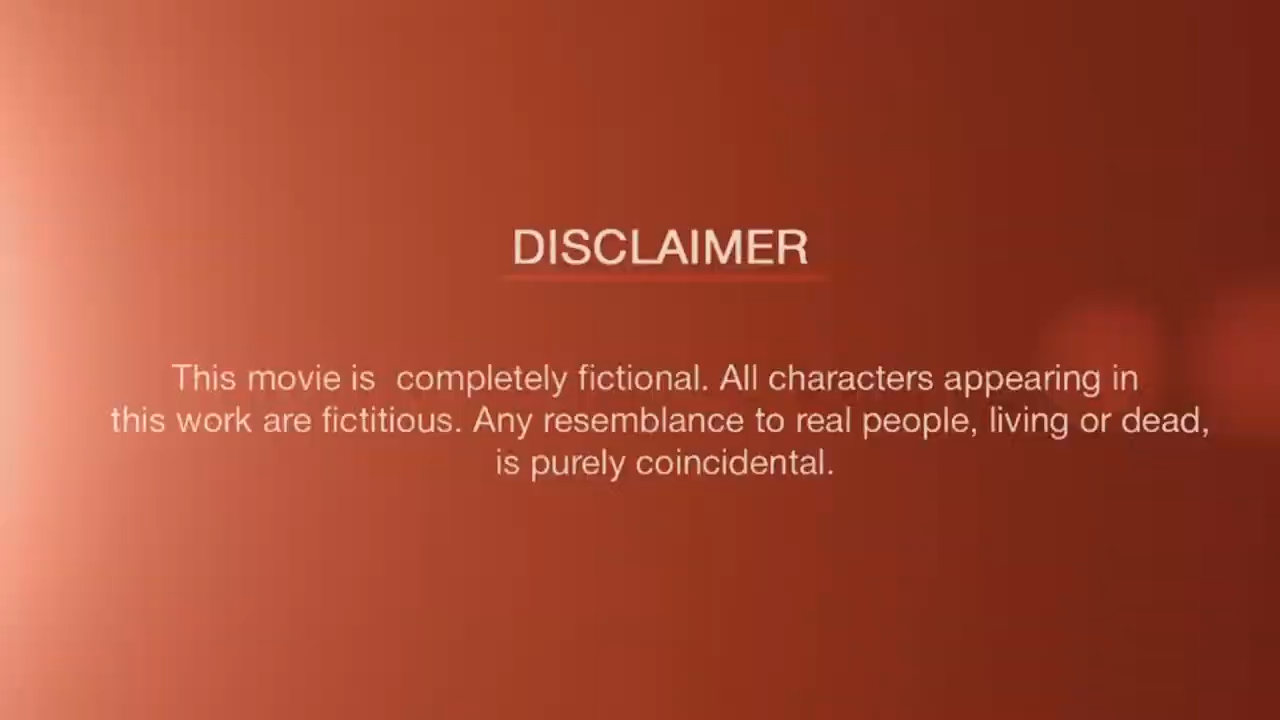 DISCLAIMER
This movie is  completely fictional. All characters appearing in
this work are fictitious. Any resemblance to real people, living or dead,
is purely coincidental.